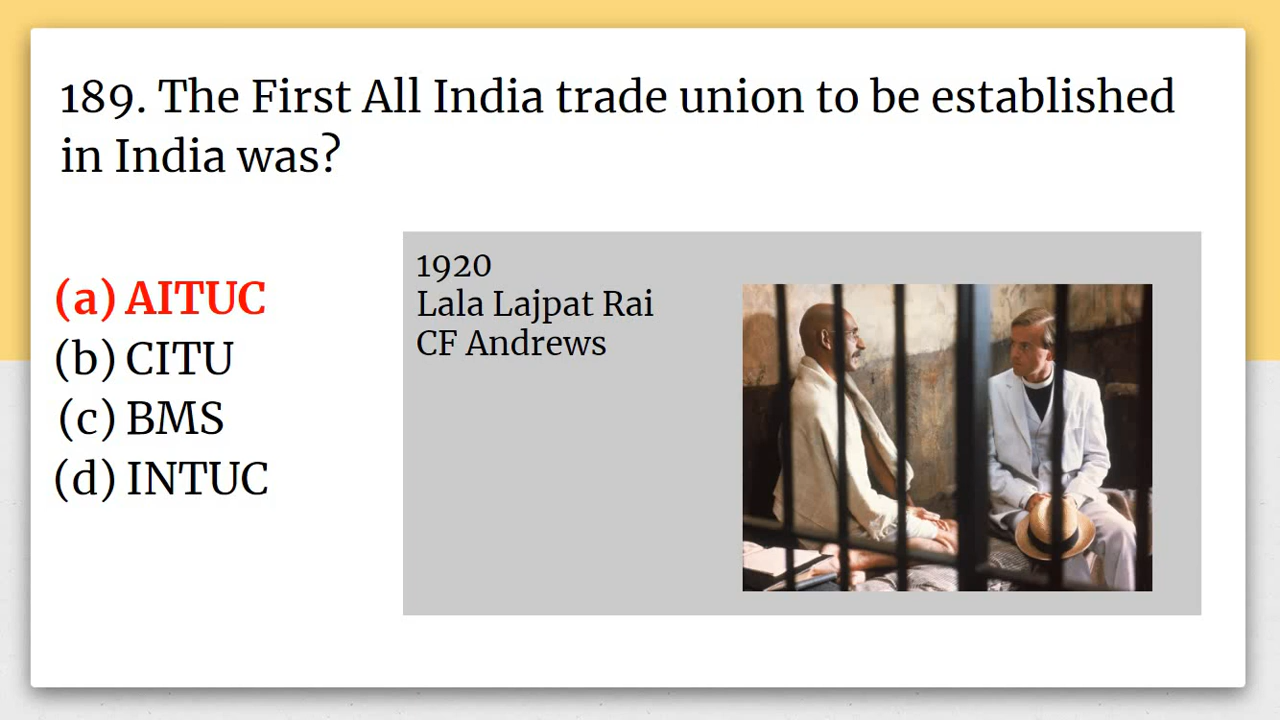 189. The First All India trade union to be established
in India was?
(a) AITUC
(b) CITU
(c) BMS
(d) INTUC
1920
Lala Lajpat Rai
CF Andrews